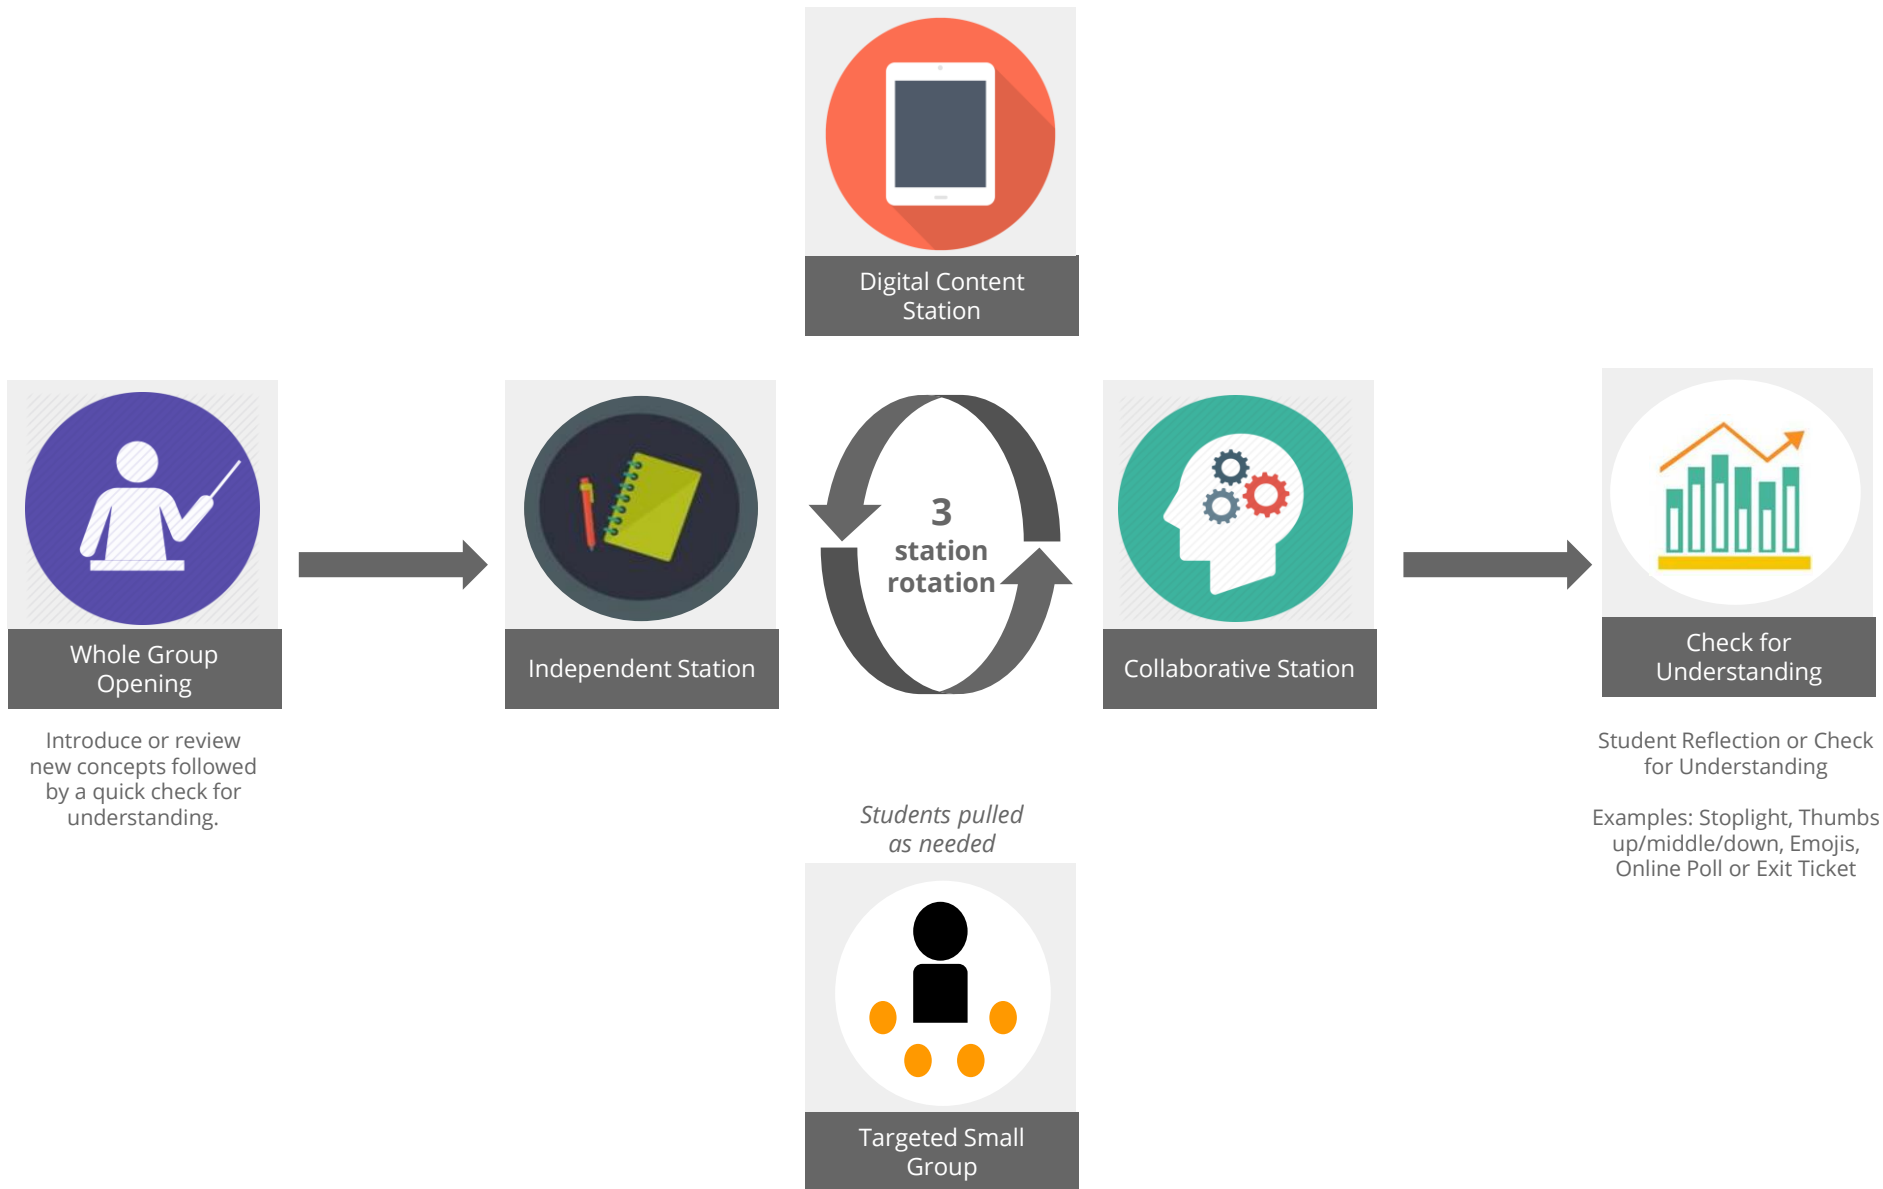 Digital Content
Station
Whole Group
Opening
Introduce or review
new concepts followed
by a quick check for
understanding.
Independent Station
3
station
rotation
Collaborative Station
Check for
Understanding
Student Reflection or Check
for Understanding
Examples: Stoplight, Thumbs
up/middle/down, Emojis,
Online Poll or Exit Ticket
Students pulled
as needed
Targeted Small
Group